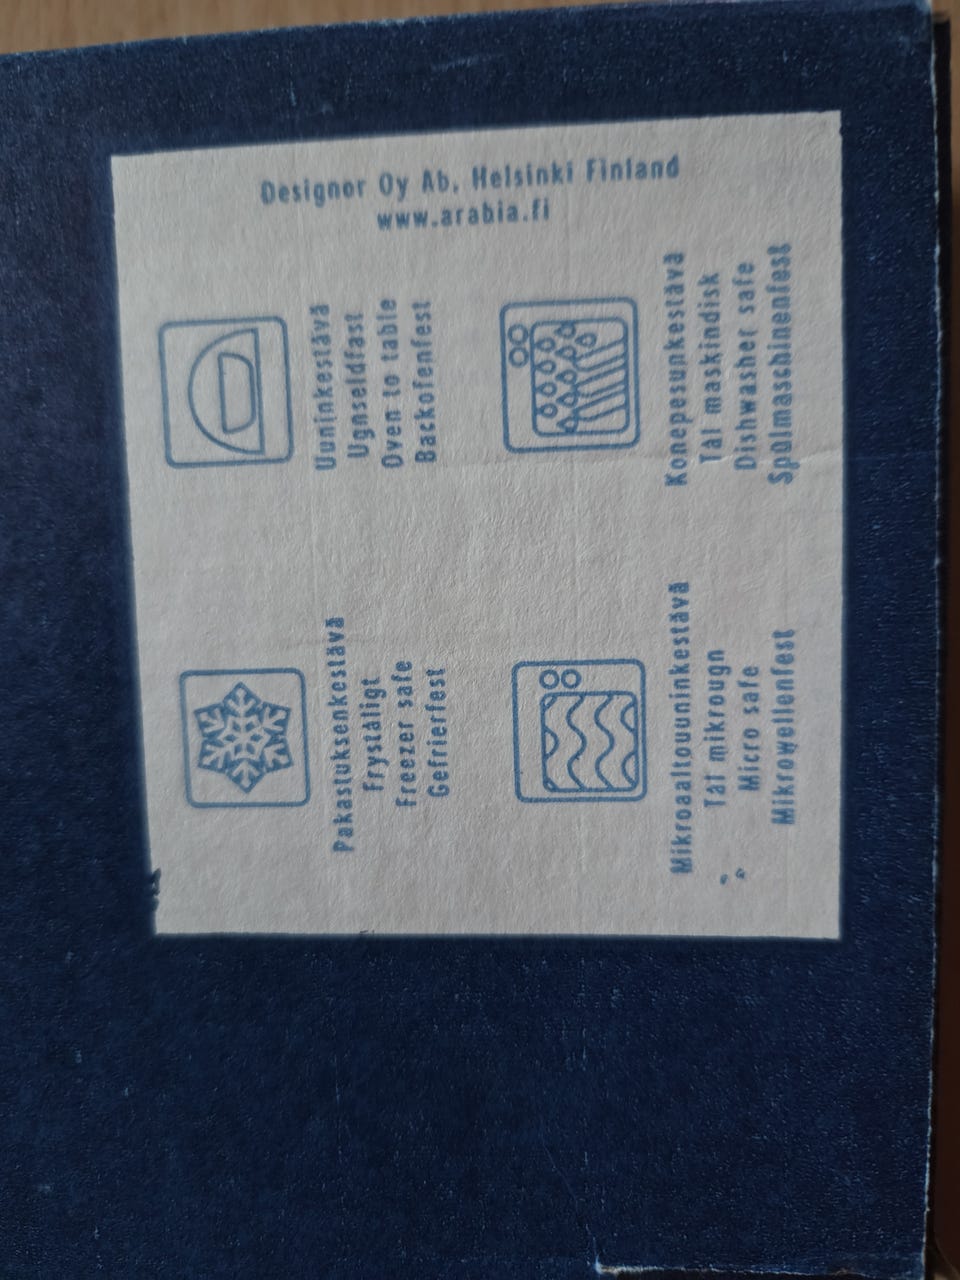 Designor Oy Ab. Helsinki Finland
www.arabia.fi
Pakastuksenkestävä
Fryståligt
Freezer safe
Gefrierfest
Uuninkestävä
Ugnseldfast
Oven to table
Backofenfest
Mikroaaltouuninkestävä
Tål mikrougn
Micro safe
Mikrowellenfest
Konepesunkestävä
Tål maskindisk
Dishwasher safe
Spülmaschinenfest